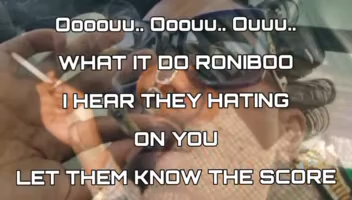 Oooouu.. Ooouu.. Ouuu..
WHAT IT DO RONIBOO
I HEAR THEY HATING
ON YOU
LET THEM KNOW THE SCORE